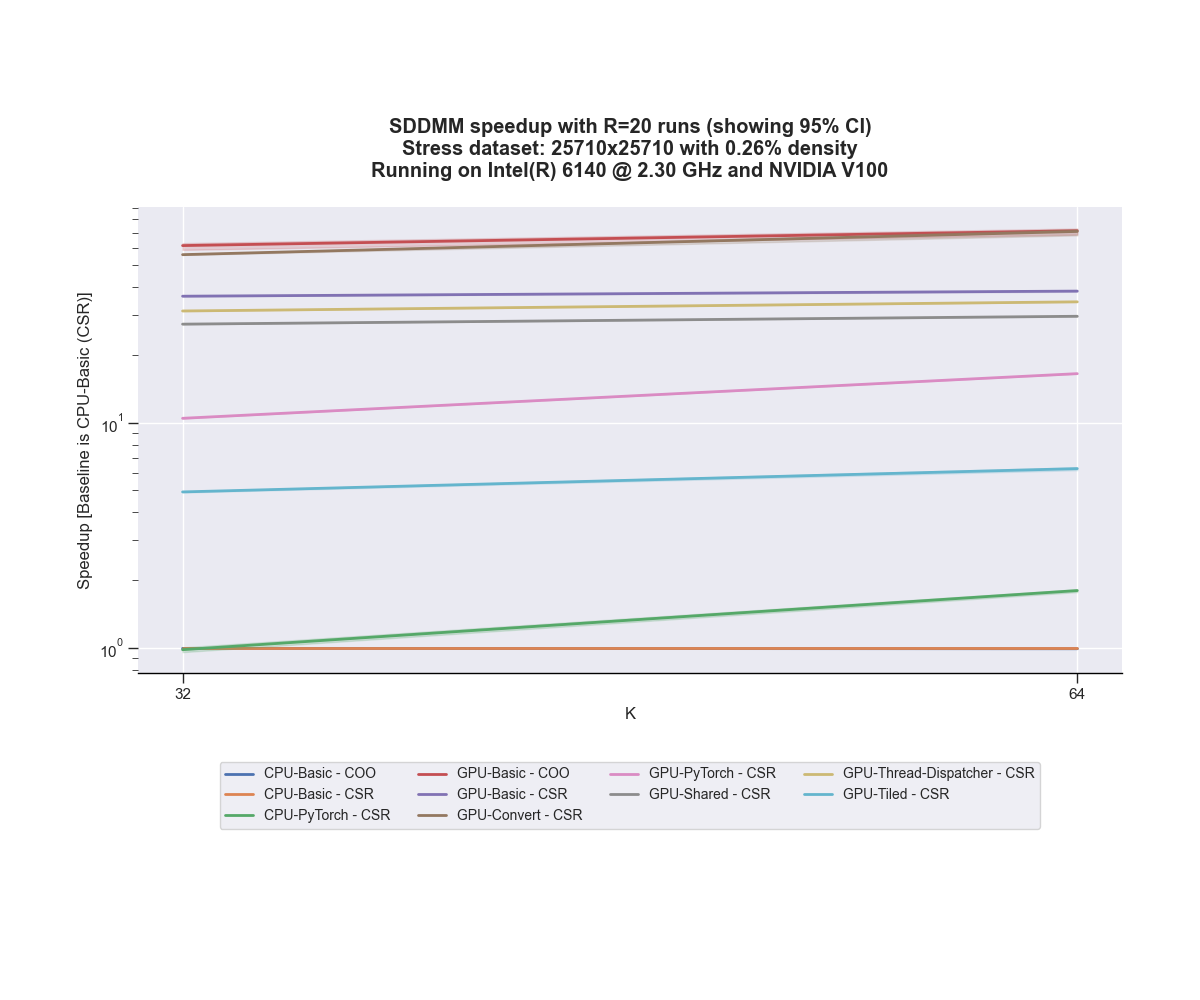 SDDMM speedup with R=20 runs (showing 95% CI)
Stress dataset: 25710x25710 with 0.26% density
Running on Intel(R) 6140 @ 2.30 GHz and NVIDIA V100
Speedup [Baseline is CPU-Basic (CSR)]
10^1
10^0
32
64
K
CPU-Basic - COO
CPU-Basic - CSR
CPU-PyTorch - CSR
GPU-Basic - COO
GPU-Basic - CSR
GPU-Convert - CSR
GPU-PyTorch - CSR
GPU-Shared - CSR
GPU-Thread-Dispatcher - CSR
GPU-Tiled - CSR